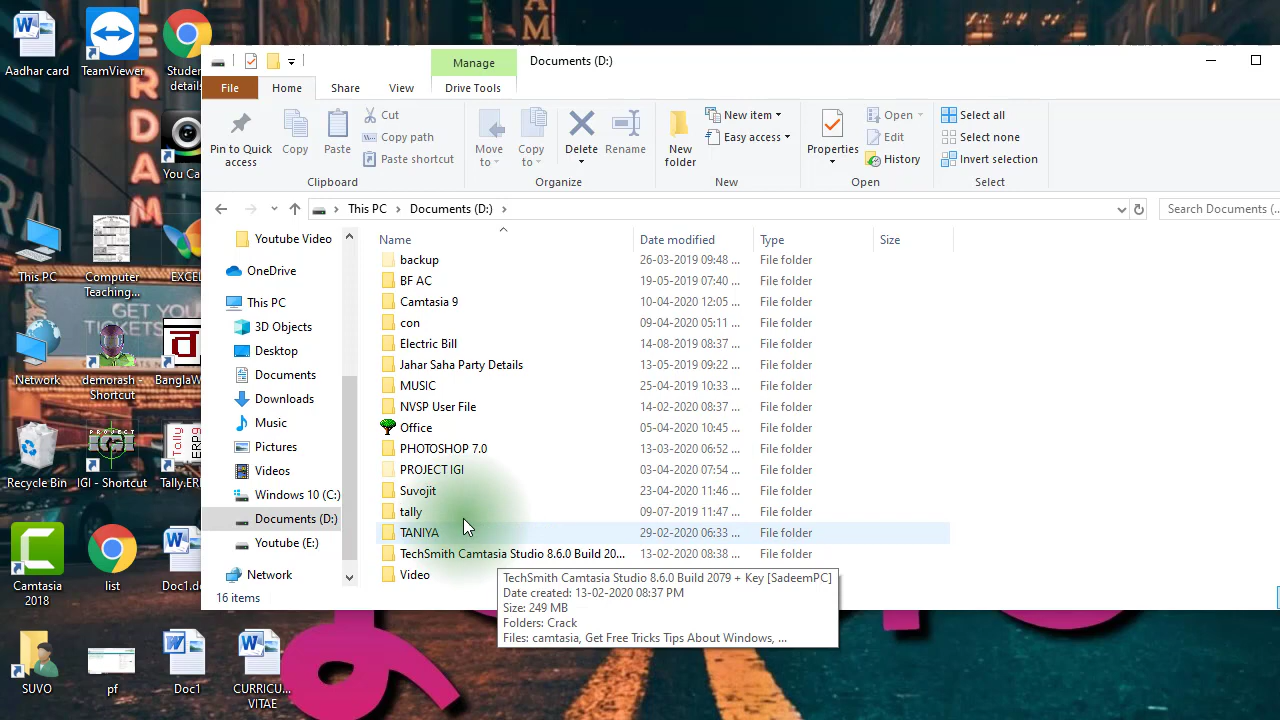 Aadhar card
TeamViewer
Studen
details
Manage
Documents (D:)
File
Home
Share
View
Drive Tools
Pin to Quick
access
Copy
Paste
Cut
Copy path
Paste shortcut
Clipboard
Move
to
Copy
to
Delete
Rename
Organize
New
folder
New item
Easy access
New
Properties
Open
Edit
History
Open
Select all
Select none
Invert selection
Select
This PC
Documents (D:)
Search Documents (
You Ca
This PC
Computer
Teaching...
EXCEL
Network
demorash -
Shortcut
BanglaW
Recycle Bin
IGI - Shortcut
Tally.ER
Camtasia
2018
list
Doc1.d
SUVO
pf
Doc1
CURRICU...
VITAE
Youtube Video
OneDrive
This PC
3D Objects
Desktop
Documents
Downloads
Music
Pictures
Videos
Windows 10 (C:)
Documents (D:)
Youtube (E:)
Network
Name
Date modified
Type
Size
backup 26-03-2019 09:48 ... File folder
BF AC 19-05-2019 07:40 ... File folder
Camtasia 9 10-04-2020 12:05 ... File folder
con 09-04-2020 05:11 ... File folder
Electric Bill 14-08-2019 08:37 ... File folder
Jahar Saha Party Details 13-05-2019 09:22 ... File folder
MUSIC 25-04-2019 10:33 ... File folder
NVSP User File 14-02-2020 08:37 ... File folder
Office 05-04-2020 10:45 ... File folder
PHOTOSHOP 7.0 13-03-2020 06:52 ... File folder
PROJECT IGI 03-04-2020 07:54 ... File folder
Suvojit 23-04-2020 11:46 ... File folder
tally 09-07-2019 11:47 ... File folder
TANIYA 29-02-2020 06:33 ... File folder
TechSmith Camtasia Studio 8.6.0 Build 20... 13-02-2020 08:38 ... File folder
Video
TechSmith Camtasia Studio 8.6.0 Build 2079 + Key [SadeemPC]
Date created: 13-02-2020 08:37 PM
Size: 249 MB
Folders: Crack
Files: camtasia, Get Free Tricks Tips About Windows, ...
16 items
GET YOU
TICKETS